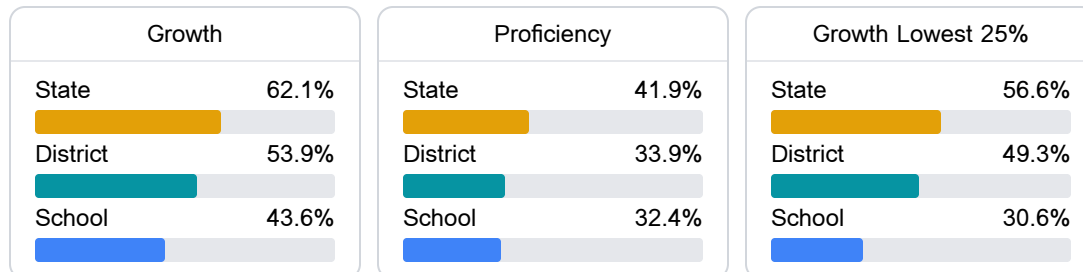 Growth
State 62.1%
District 53.9%
School 43.6%
Proficiency
State 41.9%
District 33.9%
School 32.4%
Growth Lowest 25%
State 56.6%
District 49.3%
School 30.6%